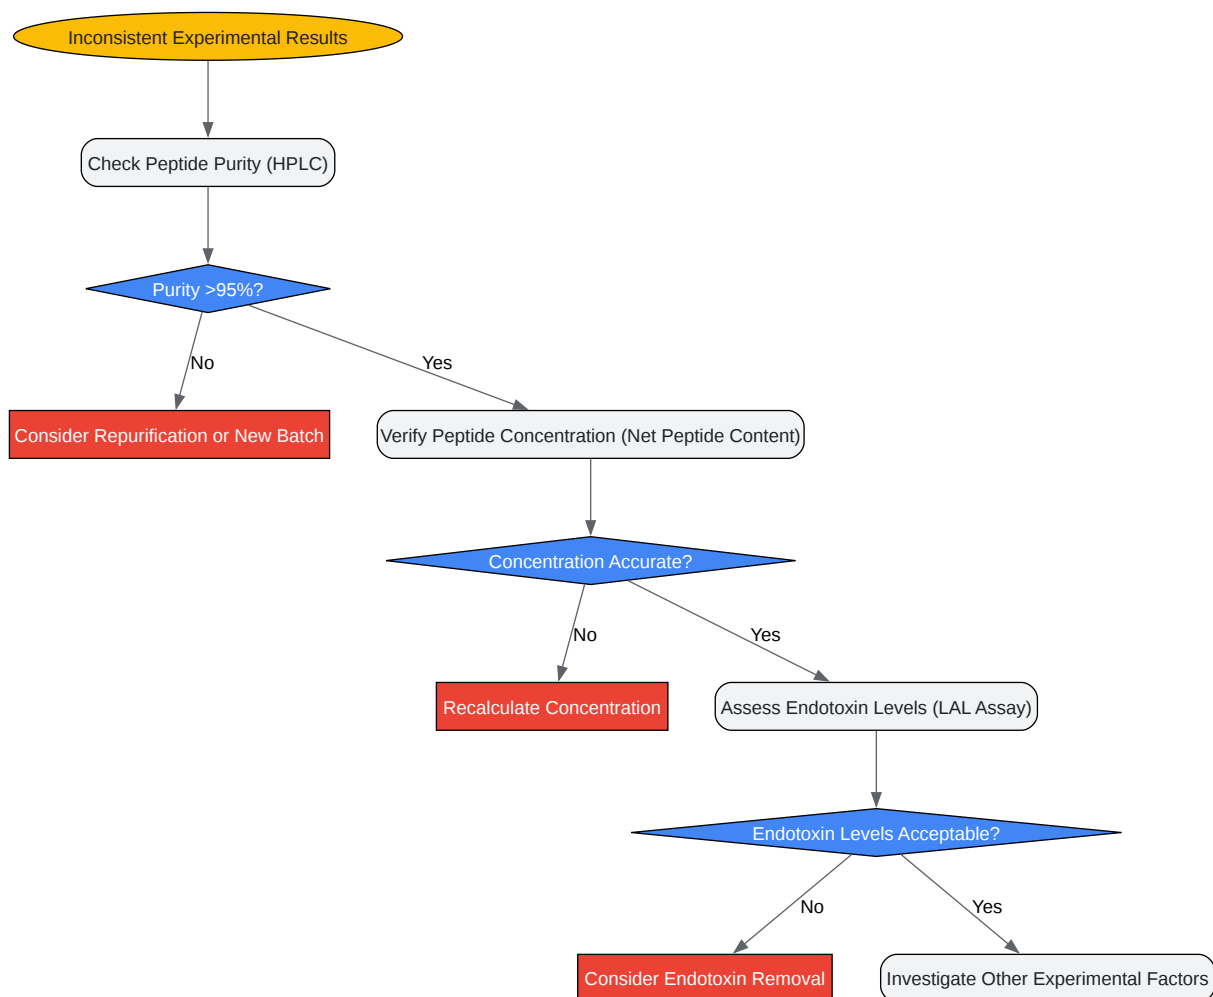 Inconsistent Experimental Results
Check Peptide Purity (HPLC)
Purity >95%?
No
Yes
Consider Repurification or New Batch
Verify Peptide Concentration (Net Peptide Content)
Concentration Accurate?
No
Yes
Recalculate Concentration
Assess Endotoxin Levels (LAL Assay)
Endotoxin Levels Acceptable?
No
Yes
Consider Endotoxin Removal
Investigate Other Experimental Factors